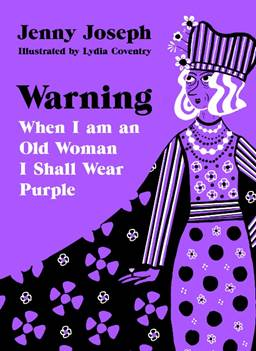 Jenny Joseph
Illustrated by Lydia Coventry
Warning
When I am an
Old Woman
I Shall Wear
Purple